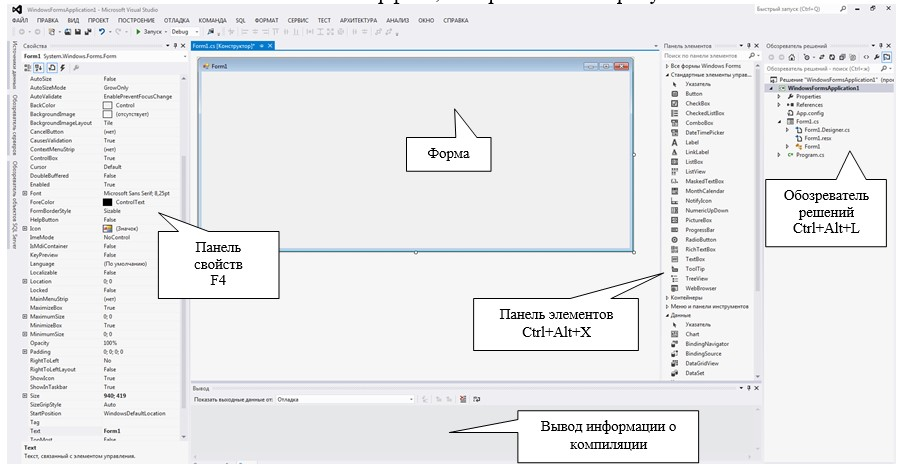 WindowsFormsApplication1 - Microsoft Visual Studio
Быстрый запуск (Ctrl+Q)
ФАЙЛ ПРАВКА ВИД ПРОЕКТ ПОСТРОЕНИЕ ОТЛАДКА КОМАНДА SQL ФОРМАТ СЕРВИС ТЕСТ АРХИТЕКТУРА АНАЛИЗ ОКНО СПРАВКА
Запуск Debug
Источники данных
Обозреватель серверов
Обозреватель объектов SQL Server
Свойства
Form1 System.Windows.Forms.Form
AutoSize False
AutoSizeMode GrowOnly
AutoValidate EnablePreventFocusChange
BackColor Control
BackgroundImage (отсутствует)
BackgroundImageLayout Tile
CancelButton (нет)
CausesValidation True
ContextMenuStrip (нет)
ControlBox True
Cursor Default
DoubleBuffered False
Enabled True
Font Microsoft Sans Serif; 8,25pt
ForeColor ControlText
FormBorderStyle Sizable
HelpButton False
Icon (Значок)
ImeMode NoControl
IsMdiContainer False
KeyPreview False
Language (По умолчанию)
Localizable False
Location 0; 0
Locked False
MainMenuStrip (нет)
MaximizeBox True
MaximumSize 0; 0
MinimizeBox True
MinimumSize 0; 0
Opacity 100%
Padding 0; 0; 0; 0
RightToLeft No
RightToLeftLayout False
ShowIcon True
ShowInTaskbar True
Size 940; 419
SizeGripStyle Auto
StartPosition WindowsDefaultLocation
Tag
Text Form1
TopMost False
Text
Текст, связанный с элементом управления.
Панель
свойств
F4
Form1.cs [Конструктор]*
Form1
Форма
Вывод
Показать выходные данные от: Отладка
Вывод информации о
компиляции
Панель элементов
Поиск по панели элементов
Все формы Windows Forms
Стандартные элементы управ...
Указатель
Button
CheckBox
CheckedListBox
ComboBox
DateTimePicker
Label
LinkLabel
ListBox
ListView
MaskedTextBox
MonthCalendar
NotifyIcon
NumericUpDown
PictureBox
ProgressBar
RadioButton
RichTextBox
TextBox
ToolTip
TreeView
WebBrowser
Контейнеры
Меню и панели инструментов
Данные
Указатель
Chart
BindingNavigator
BindingSource
DataGridView
DataSet
Панель элементов
Ctrl+Alt+X
Обозреватель решений
Обозреватель решений - поиск (Ctrl+ж)
Решение "WindowsFormsApplication1"
WindowsFormsApplication1
Properties
References
App.config
Form1.cs
Form1.Designer.cs
Form1.resx
Form1
Program.cs
Обозреватель
решений
Ctrl+Alt+L